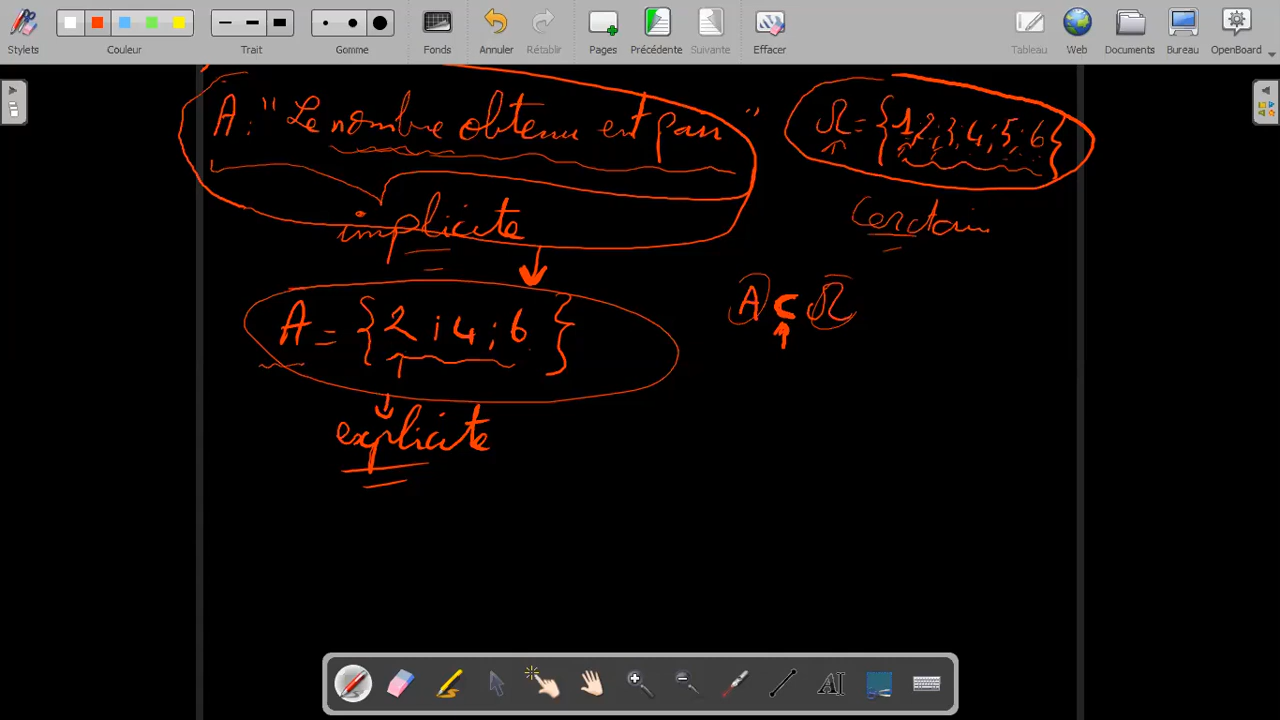 Stylets Couleur Trait Gomme Fonds Annuler Rétablir Pages Précédente Suivante Effacer Tableau Web Documents Bureau OpenBoard
A: "Le nombre obtenu est pair"
Ω = {1;2;3;4;5;6}
implicite
Certain
A = {2;4;6}
A ⊂ Ω
explicite